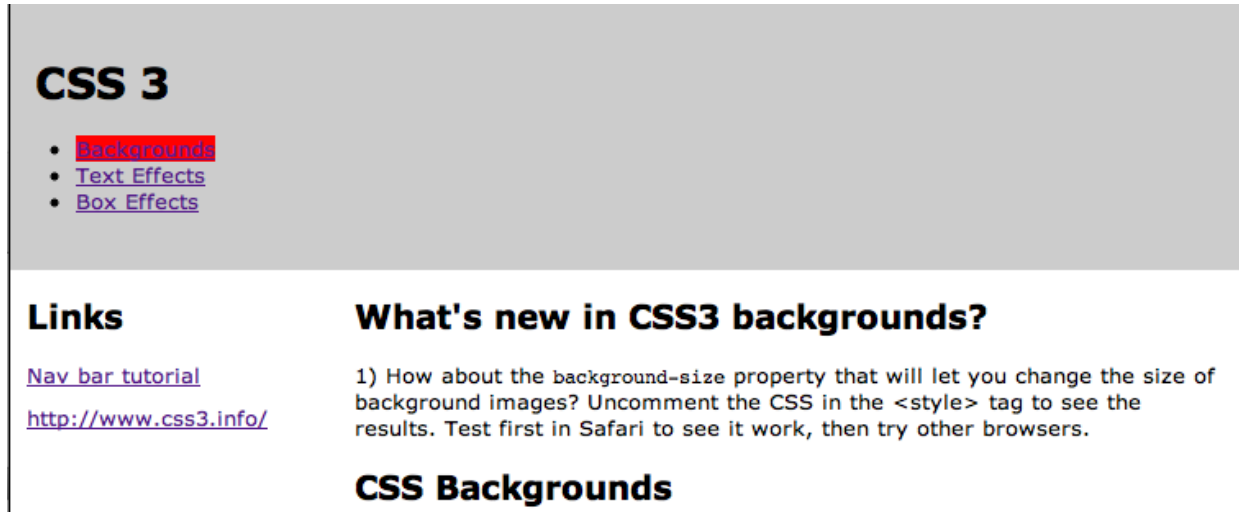 CSS 3
Backgrounds
Text Effects
Box Effects
Links
Nav bar tutorial
http://www.css3.info/
What's new in CSS3 backgrounds?
1) How about the background-size property that will let you change the size of
background images? Uncomment the CSS in the <style> tag to see the
results. Test first in Safari to see it work, then try other browsers.
CSS Backgrounds